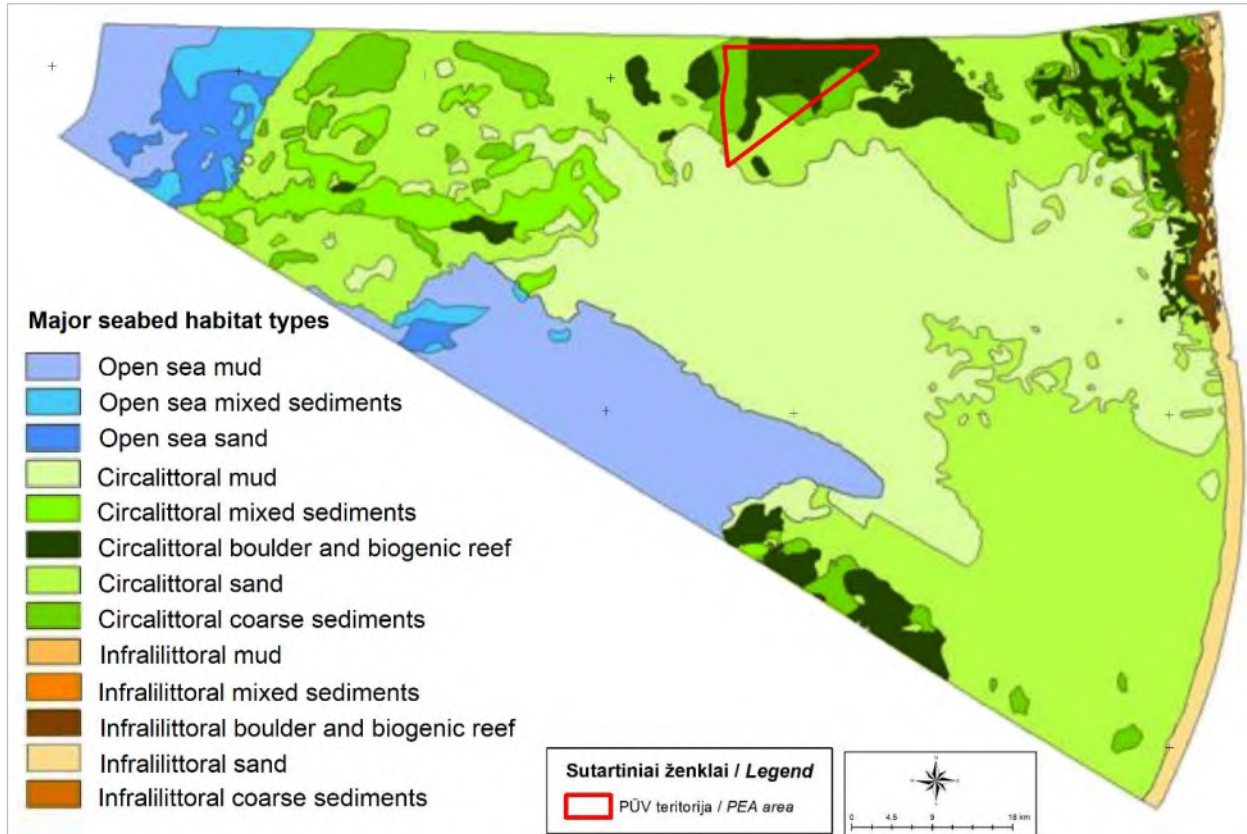 Major seabed habitat types
Open sea mud
Open sea mixed sediments
Open sea sand
Circalittoral mud
Circalittoral mixed sediments
Circalittoral boulder and biogenic reef
Circalittoral sand
Circalittoral coarse sediments
Infralilittoral mud
Infralilittoral mixed sediments
Infralilittoral boulder and biogenic reef
Infralilittoral sand
Infralilittoral coarse sediments
Sutartiniai ženklai / Legend
PŪV teritorija / PEA area
N
0 4,5 9 18 km